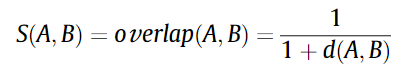 S(A, B) = overlap(A, B) = 1 / (1 + d(A, B))